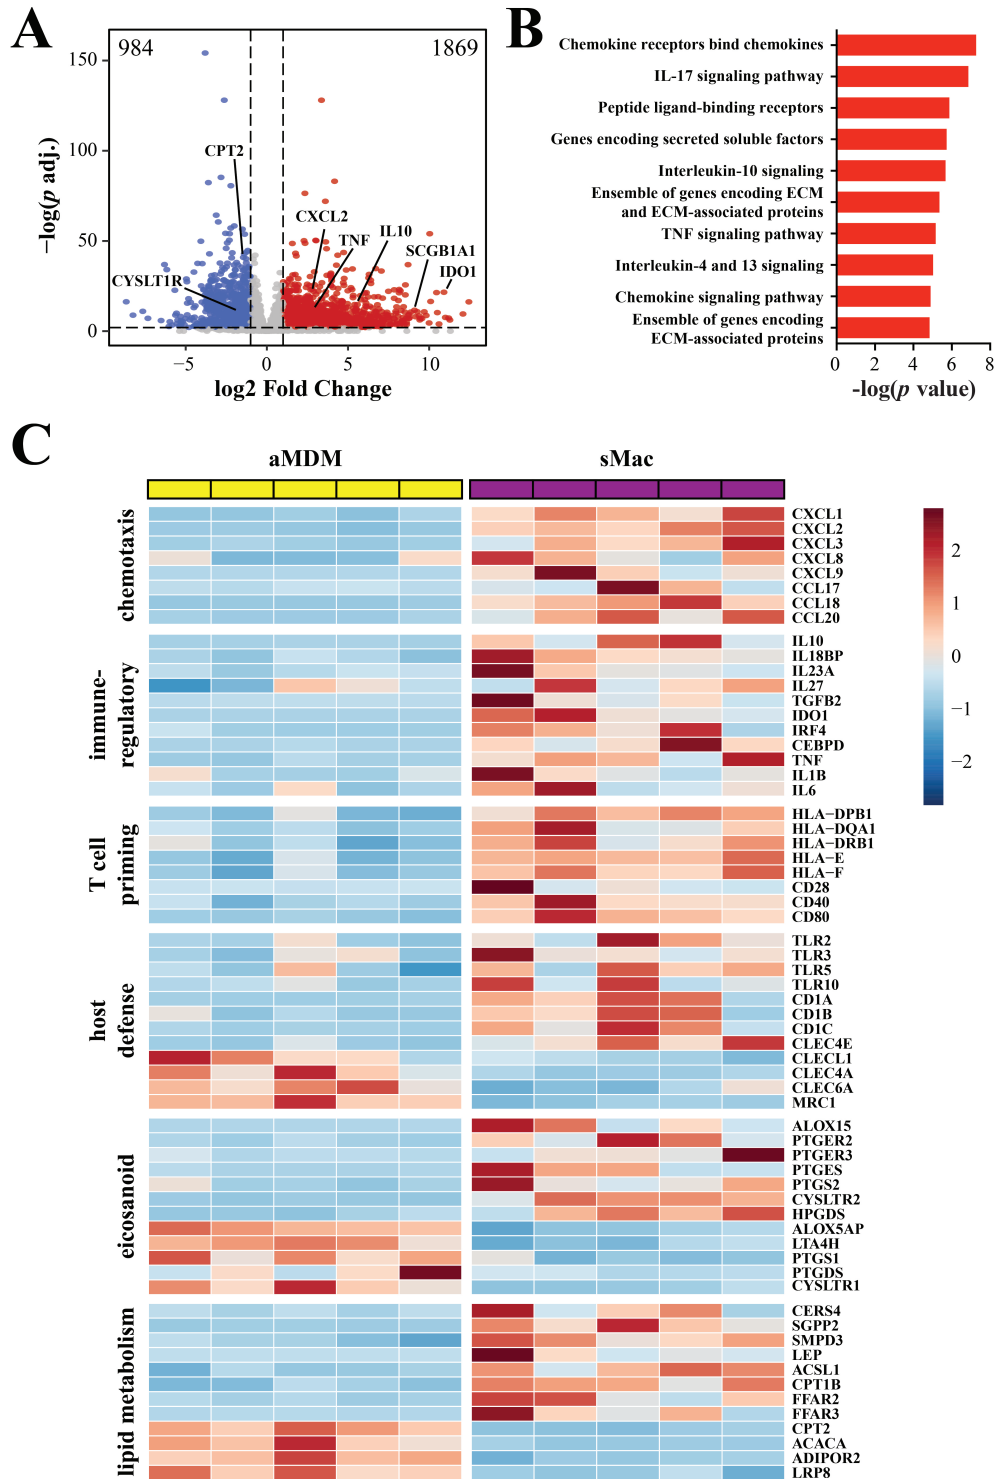 A
984
1869
150
100
50
0
−log(p adj.)
CPT2
CXCL2
TNF
IL10
SCGB1A1
IDO1
CYSLT1R
−5
0
5
10
log2 Fold Change
B
Chemokine receptors bind chemokines
IL-17 signaling pathway
Peptide ligand-binding receptors
Genes encoding secreted soluble factors
Interleukin-10 signaling
Ensemble of genes encoding ECM
and ECM-associated proteins
TNF signaling pathway
Interleukin-4 and 13 signaling
Chemokine signaling pathway
Ensemble of genes encoding
ECM-associated proteins
0 2 4 6 8
-log(p value)
C
aMDM
sMac
chemotaxis
CXCL1
CXCL2
CXCL3
CXCL8
CXCL9
CCL17
CCL18
CCL20
immune-
regulatory
IL10
IL18BP
IL23A
IL27
TGFB2
IDO1
IRF4
CEBPD
TNF
IL1B
IL6
T cell
priming
HLA−DPB1
HLA−DQA1
HLA−DRB1
HLA−E
HLA−F
CD28
CD40
CD80
host
defense
TLR2
TLR3
TLR5
TLR10
CD1A
CD1B
CD1C
CLEC4E
CLECL1
CLEC4A
CLEC6A
MRC1
eicosanoid
ALOX15
PTGER2
PTGER3
PTGES
PTGS2
CYSLTR2
HPGDS
ALOX5AP
LTA4H
PTGS1
PTGDS
CYSLTR1
lipid metabolism
CERS4
SGPP2
SMPD3
LEP
ACSL1
CPT1B
FFAR2
FFAR3
CPT2
ACACA
ADIPOR2
LRP8
2
1
0
−1
−2